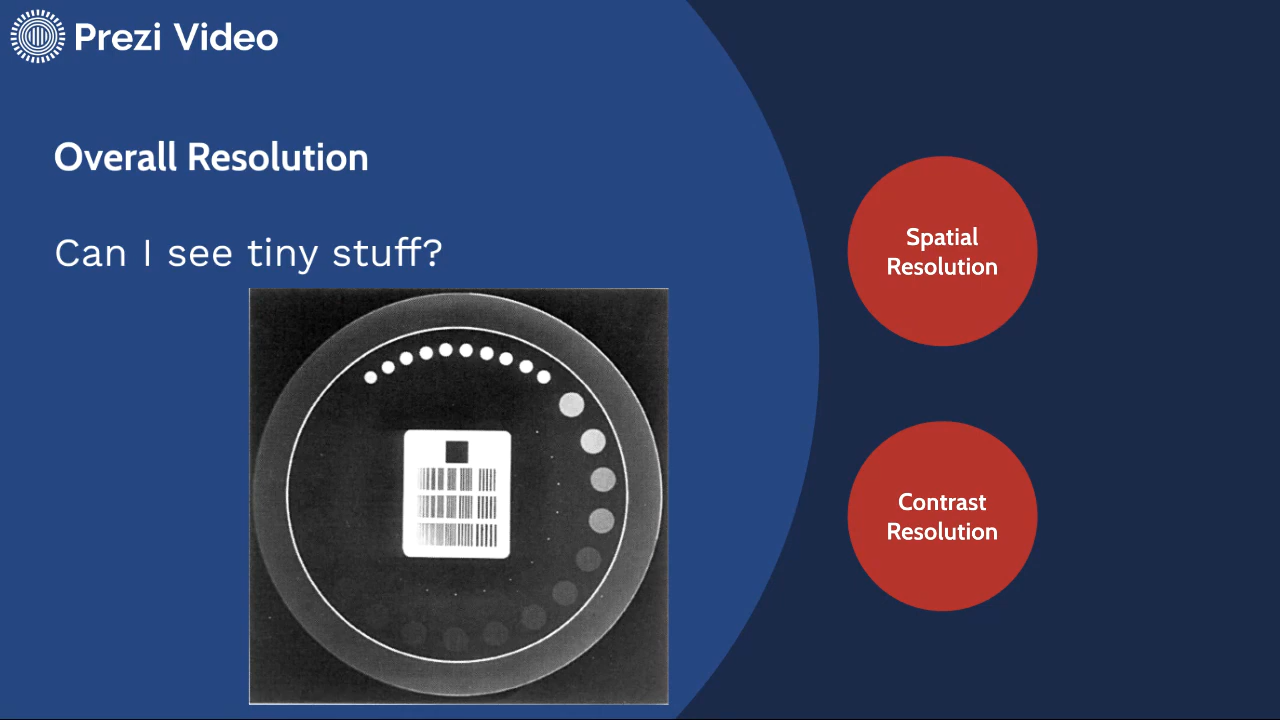 Prezi Video
Overall Resolution
Can I see tiny stuff?
Spatial
Resolution
Contrast
Resolution